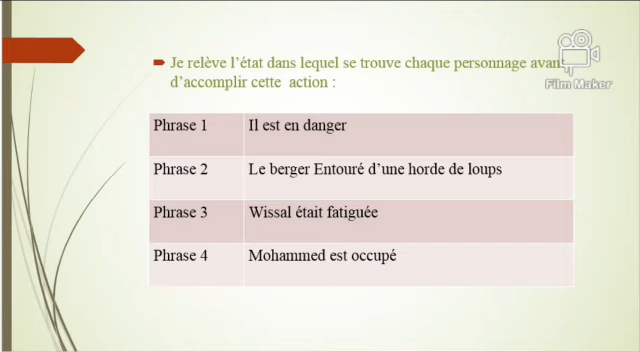 Je relève l’état dans lequel se trouve chaque personnage avant
d’accomplir cette action :
Film Maker
Phrase 1 Il est en danger
Phrase 2 Le berger Entouré d’une horde de loups
Phrase 3 Wissal était fatiguée
Phrase 4 Mohammed est occupé